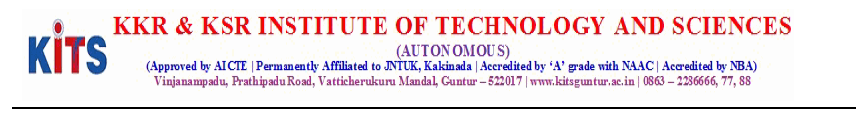 KiTS
KKR & KSR INSTITUTE OF TECHNOLOGY AND SCIENCES
(AUTONOMOUS)
(Approved by AICTE | Permanently Affiliated to JNTUK, Kakinada | Accredited by ‘A’ grade with NAAC | Accredited by NBA)
Vinjanampadu, Prathipadu Road, Vatticherukuru Mandal, Guntur – 522017 | www.kitsguntur.ac.in | 0863 – 2286666, 77, 88